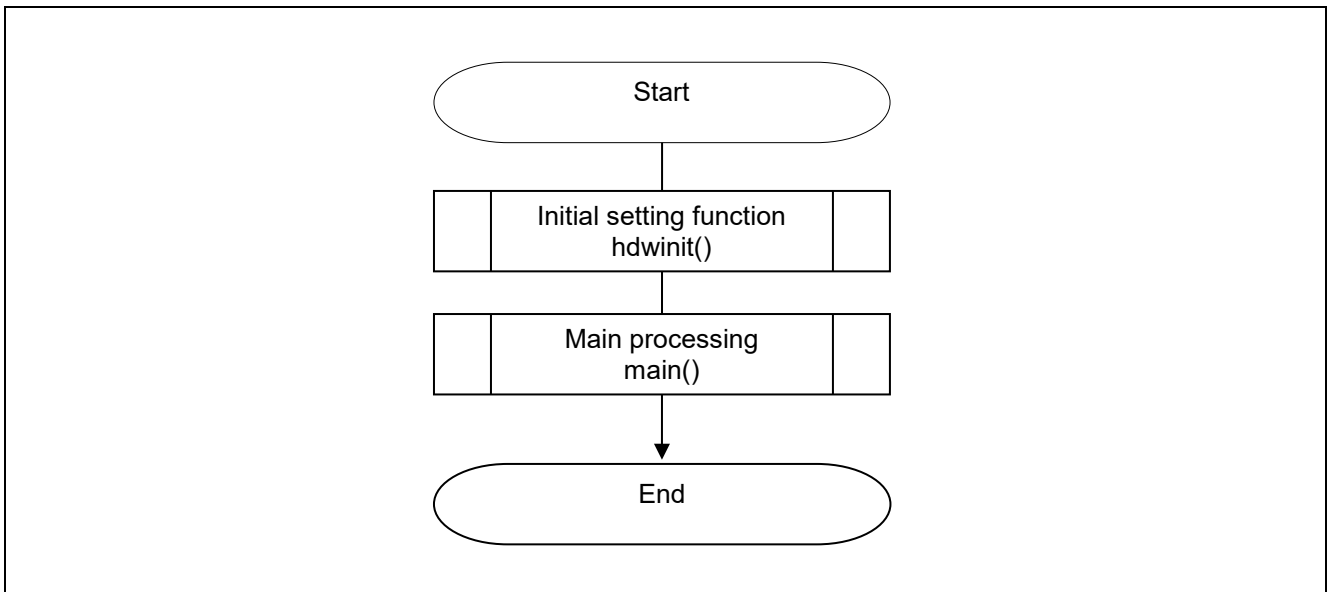 Start
Initial setting function
hdwinit()
Main processing
main()
End